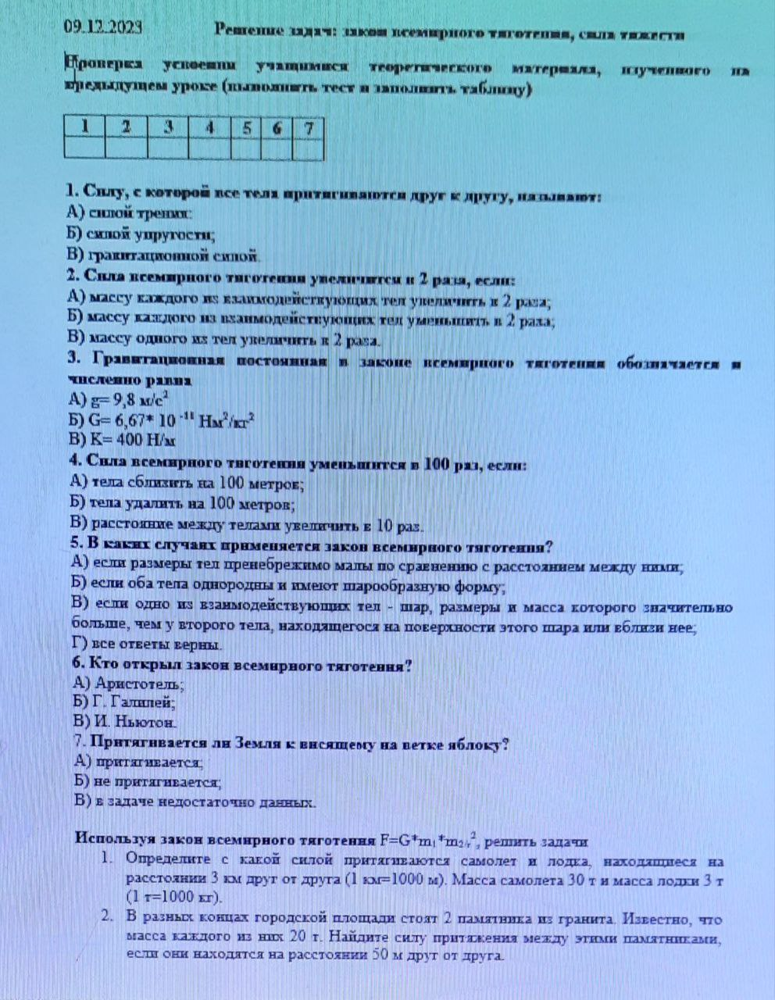 09.12.2023 Решение задач: закон всемирного тяготения, сила тяжести
Проверка усвоения учащимися теоретического материала, изученного на
предыдущем уроке (выполнить тест и заполнить таблицу)
1 2 3 4 5 6 7
1. Силу, с которой все тела притягиваются друг к другу, называют:
А) силой трения;
Б) силой упругости;
В) гравитационной силой.
2. Сила всемирного тяготения увеличится в 2 раза, если:
А) массу каждого из взаимодействующих тел увеличить в 2 раза;
Б) массу каждого из взаимодействующих тел уменьшить в 2 раза;
В) массу одного из тел увеличить в 2 раза.
3. Гравитационная постоянная в законе всемирного тяготения обозначается и
численно равна
А) g= 9,8 м/с²
Б) G= 6,67* 10 ⁻¹¹ Нм²/кг²
В) К= 400 Н/м
4. Сила всемирного тяготения уменьшится в 100 раз, если:
А) тела сблизить на 100 метров;
Б) тела удалить на 100 метров;
В) расстояние между телами увеличить в 10 раз.
5. В каких случаях применяется закон всемирного тяготения?
А) если размеры тел пренебрежимо малы по сравнению с расстоянием между ними;
Б) если оба тела однородны и имеют шарообразную форму;
В) если одно из взаимодействующих тел - шар, размеры и масса которого значительно
больше, чем у второго тела, находящегося на поверхности этого шара или вблизи нее;
Г) все ответы верны.
6. Кто открыл закон всемирного тяготения?
А) Аристотель;
Б) Г. Галилей;
В) И. Ньютон.
7. Притягивается ли Земля к висящему на ветке яблоку?
А) притягивается;
Б) не притягивается;
В) в задаче недостаточно данных.
Используя закон всемирного тяготения F=G*m₁*m₂/r², решить задачи
1. Определите с какой силой притягиваются самолет и лодка, находящиеся на
расстоянии 3 км друг от друга (1 км=1000 м). Масса самолета 30 т и масса лодки 3 т
(1 т=1000 кг).
2. В разных концах городской площади стоят 2 памятника из гранита. Известно, что
масса каждого из них 20 т. Найдите силу притяжения между этими памятниками,
если они находятся на расстоянии 50 м друг от друга.